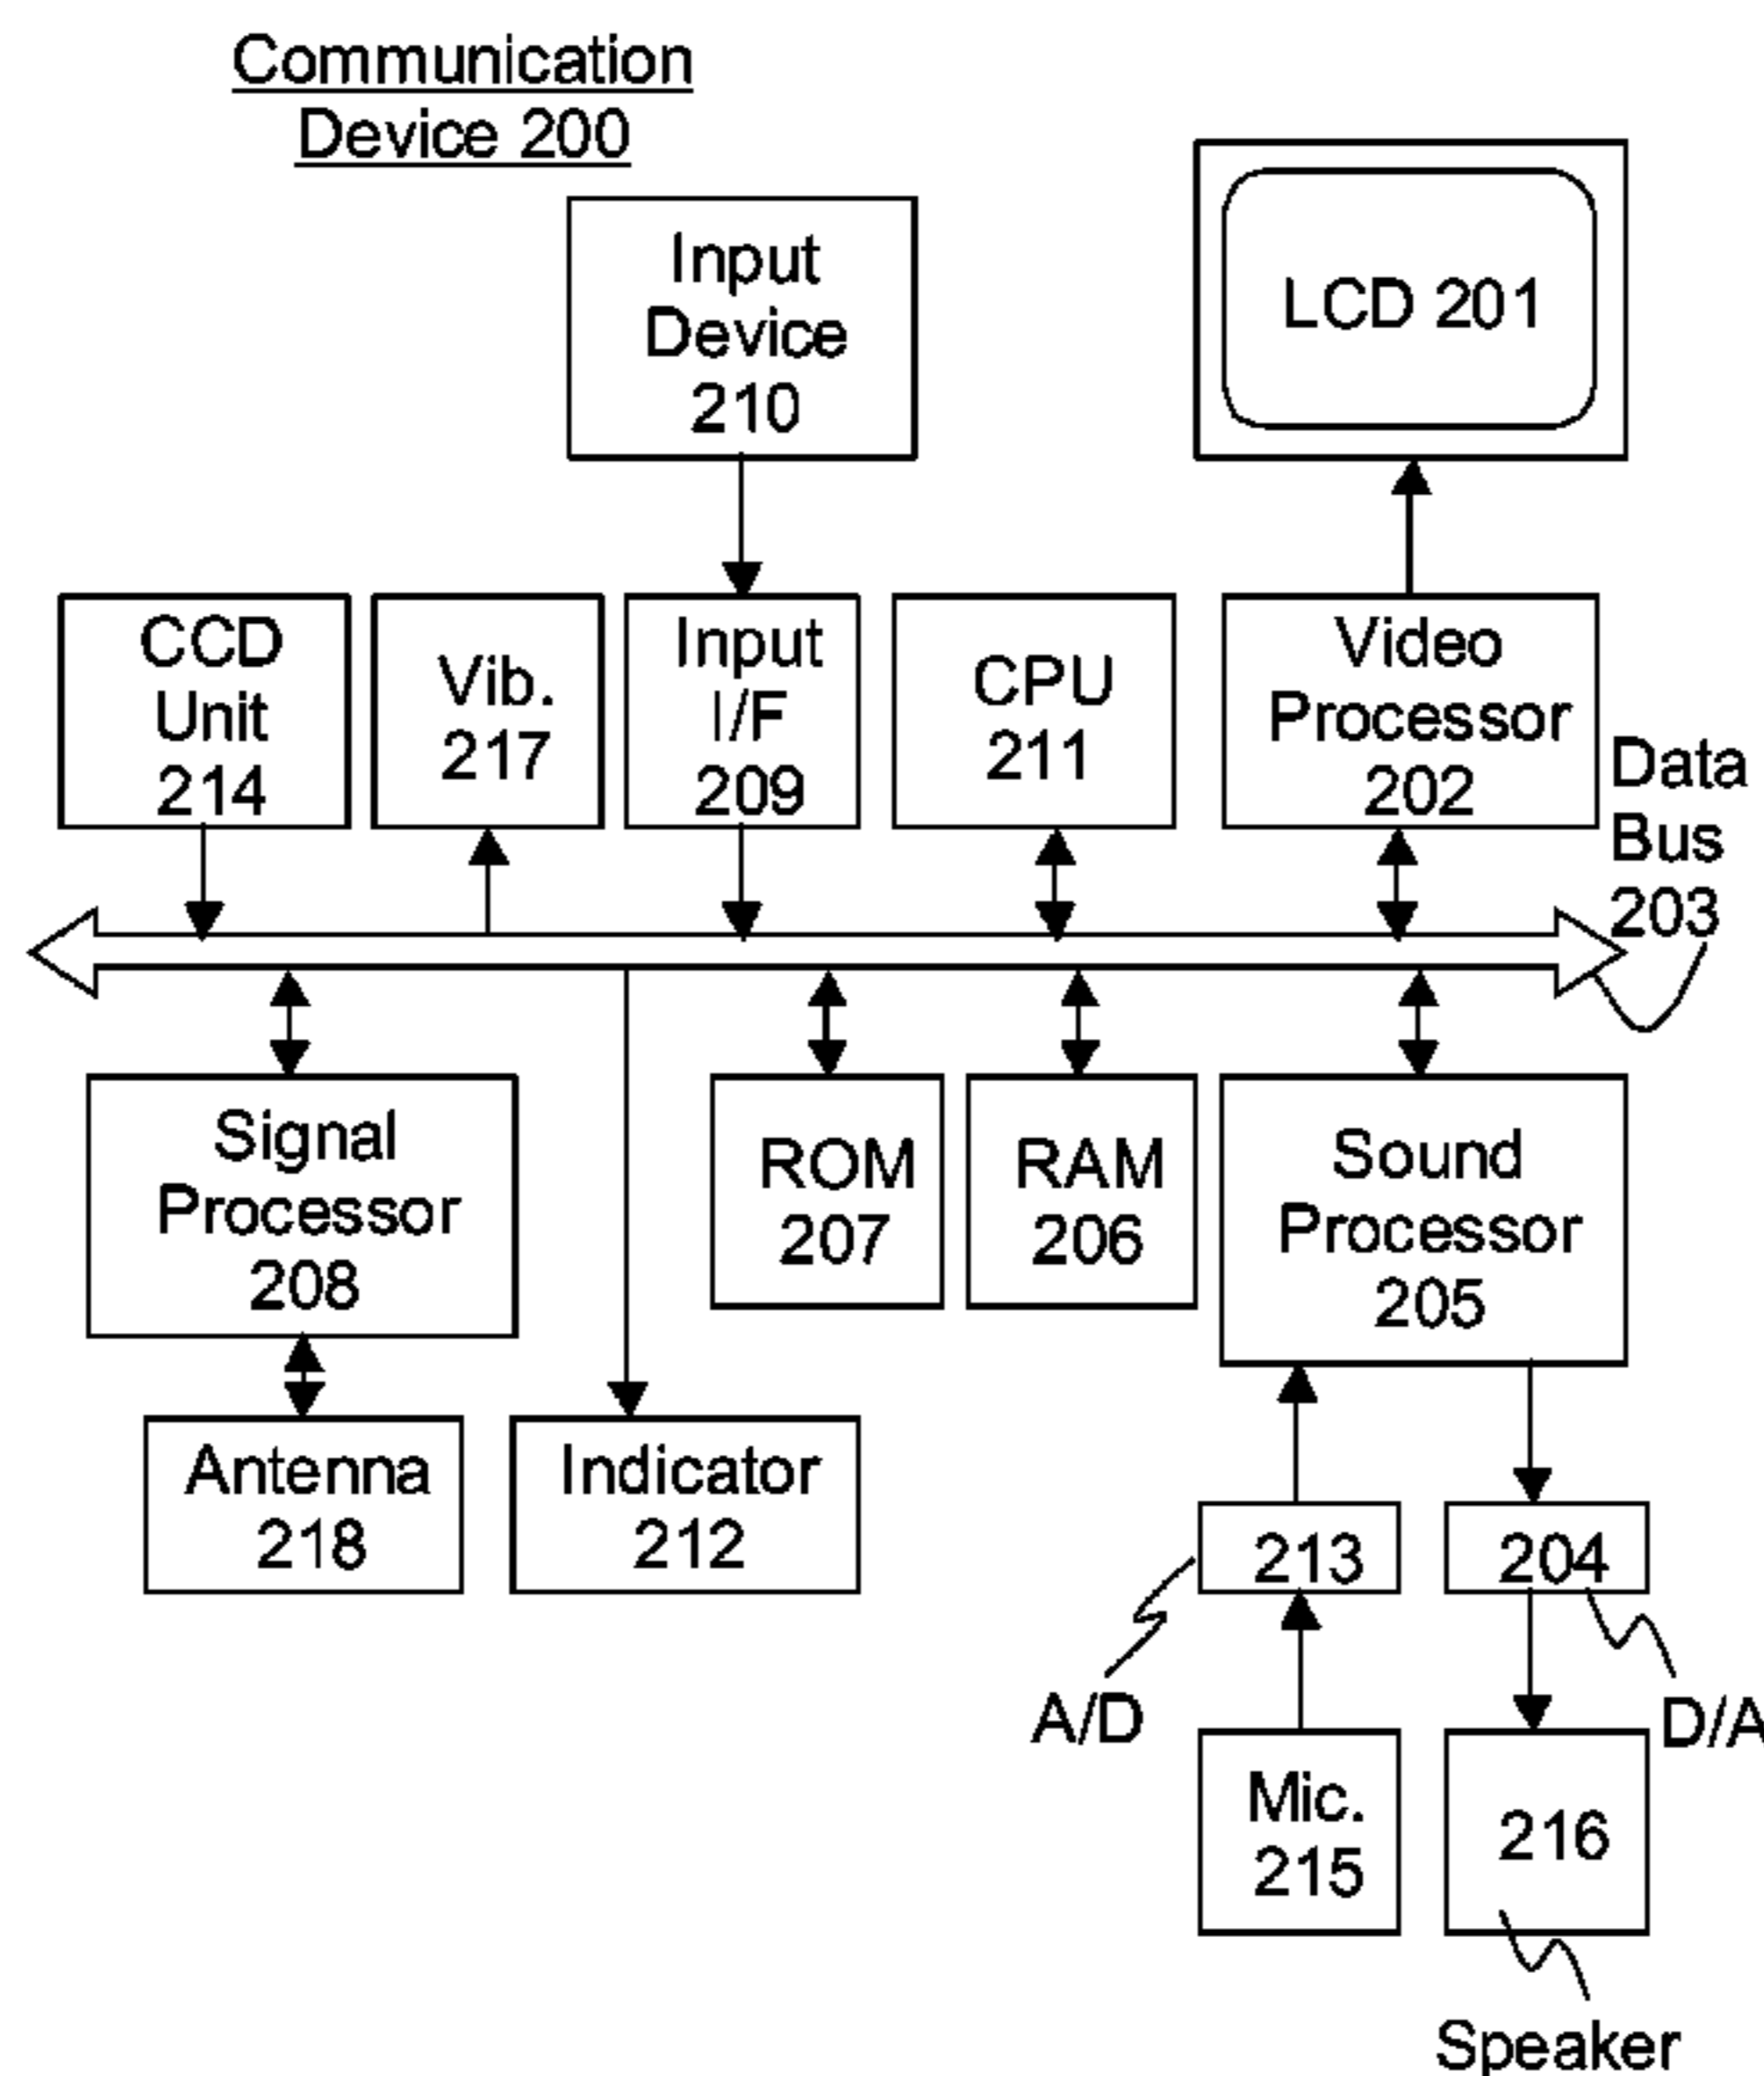 Communication
Device 200
Input
Device
210
LCD 201
CCD
Unit
214
Vib.
217
Input
I/F
209
CPU
211
Video
Processor
202
Data
Bus
203
Signal
Processor
208
ROM
207
RAM
206
Sound
Processor
205
Antenna
218
Indicator
212
213
204
A/D
D/A
Mic.
215
216
Speaker